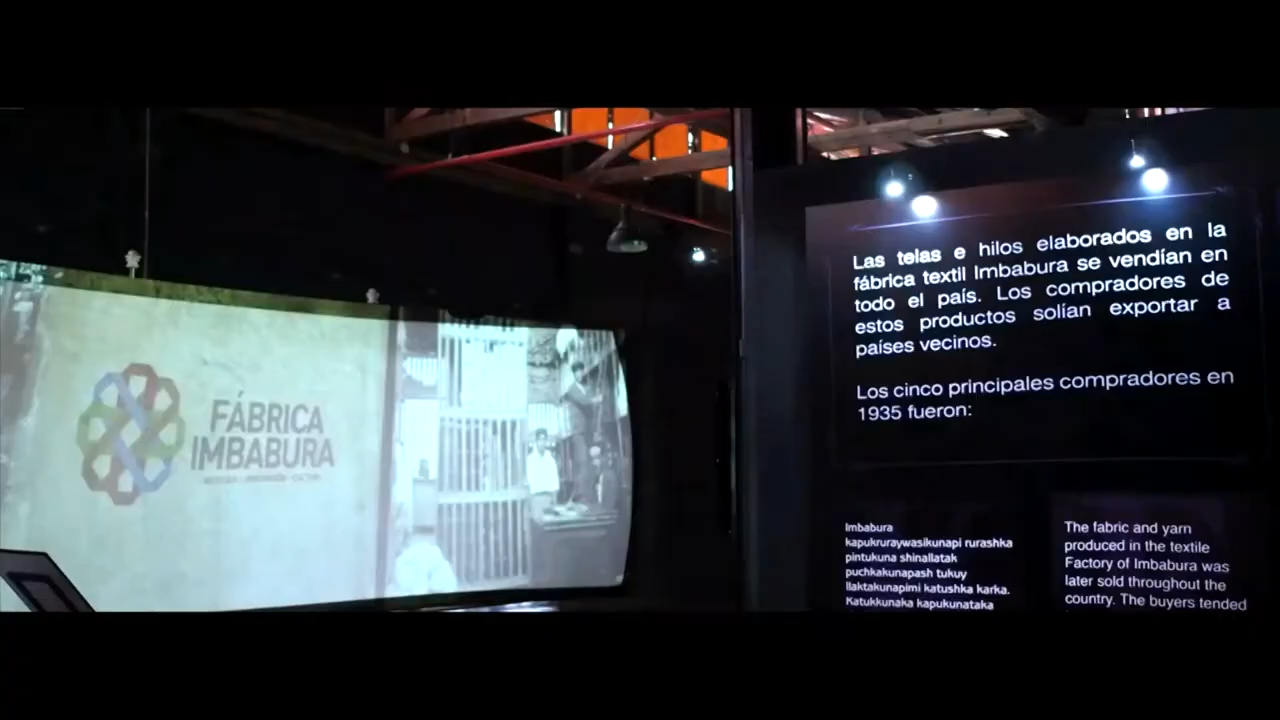 FÁBRICA
IMBABURA
Las telas e hilos elaborados en la
fábrica textil Imbabura se vendían en
todo el país. Los compradores de
estos productos solían exportar a
países vecinos.
Los cinco principales compradores en
1935 fueron:
Imbabura
kapukruraywasikunapi rurashka
pintukuna shinallatak
puchkakunapash tukuy
llaktakunapimi katushka karka.
Katukkunaka kapukunataka
The fabric and yarn
produced in the textile
Factory of Imbabura was
later sold throughout the
country. The buyers tended